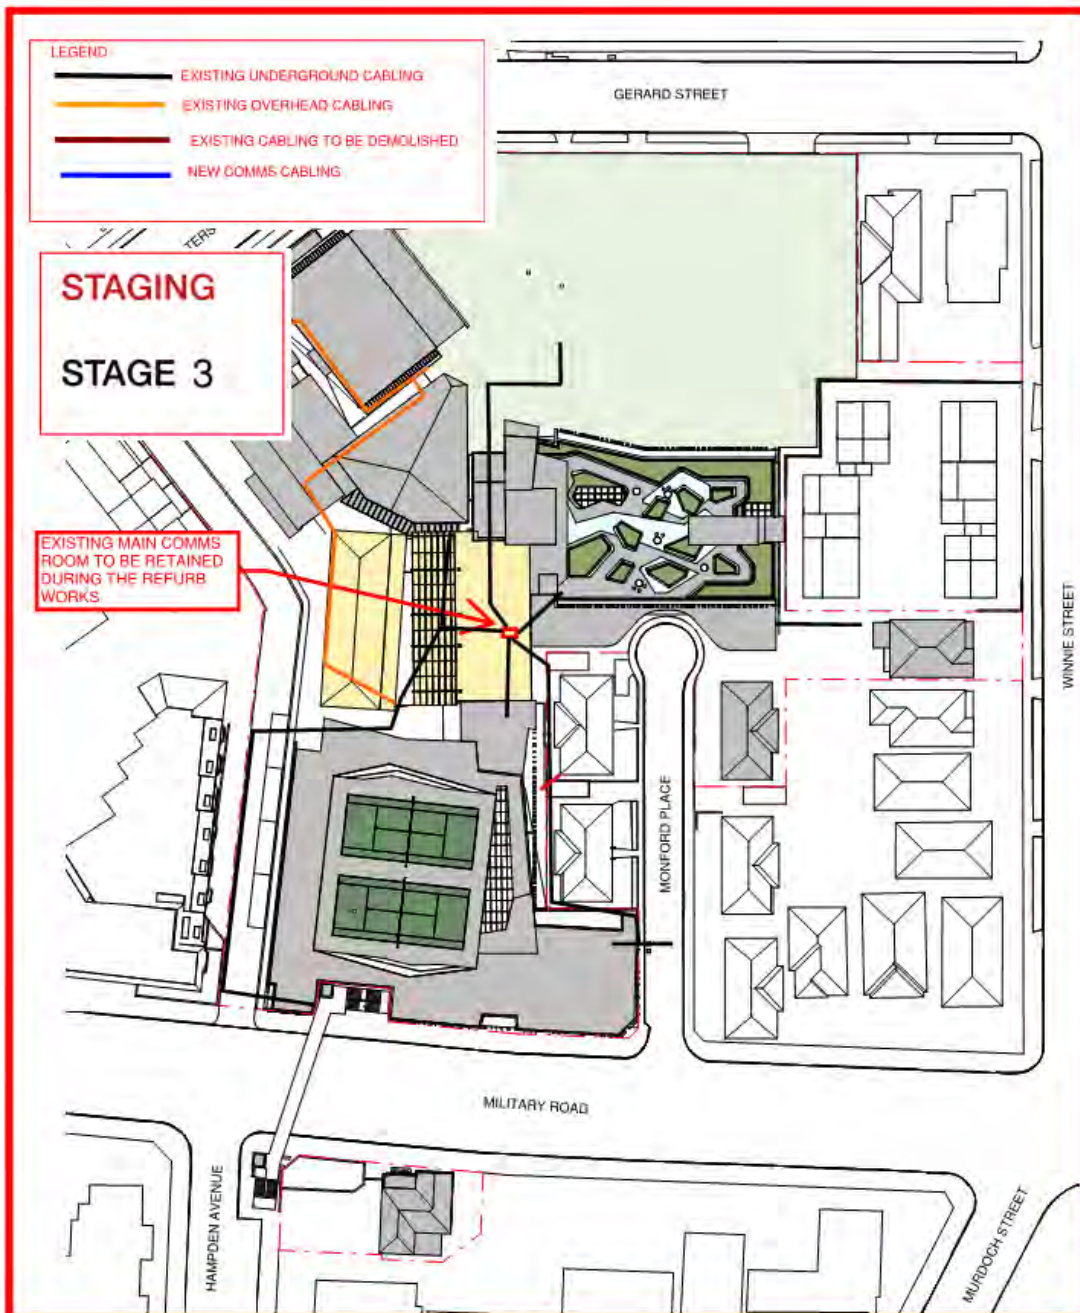 LEGEND
EXISTING UNDERGROUND CABLING
EXISTING OVERHEAD CABLING
EXISTING CABLING TO BE DEMOLISHED
NEW COMMS CABLING
GERARD STREET
STAGING
STAGE 3
EXISTING MAIN COMMS
ROOM TO BE RETAINED
DURING THE REFURB
WORKS
WINNIE STREET
MONFORD PLACE
MILITARY ROAD
HAMPDEN AVENUE
MURDOCH STREET